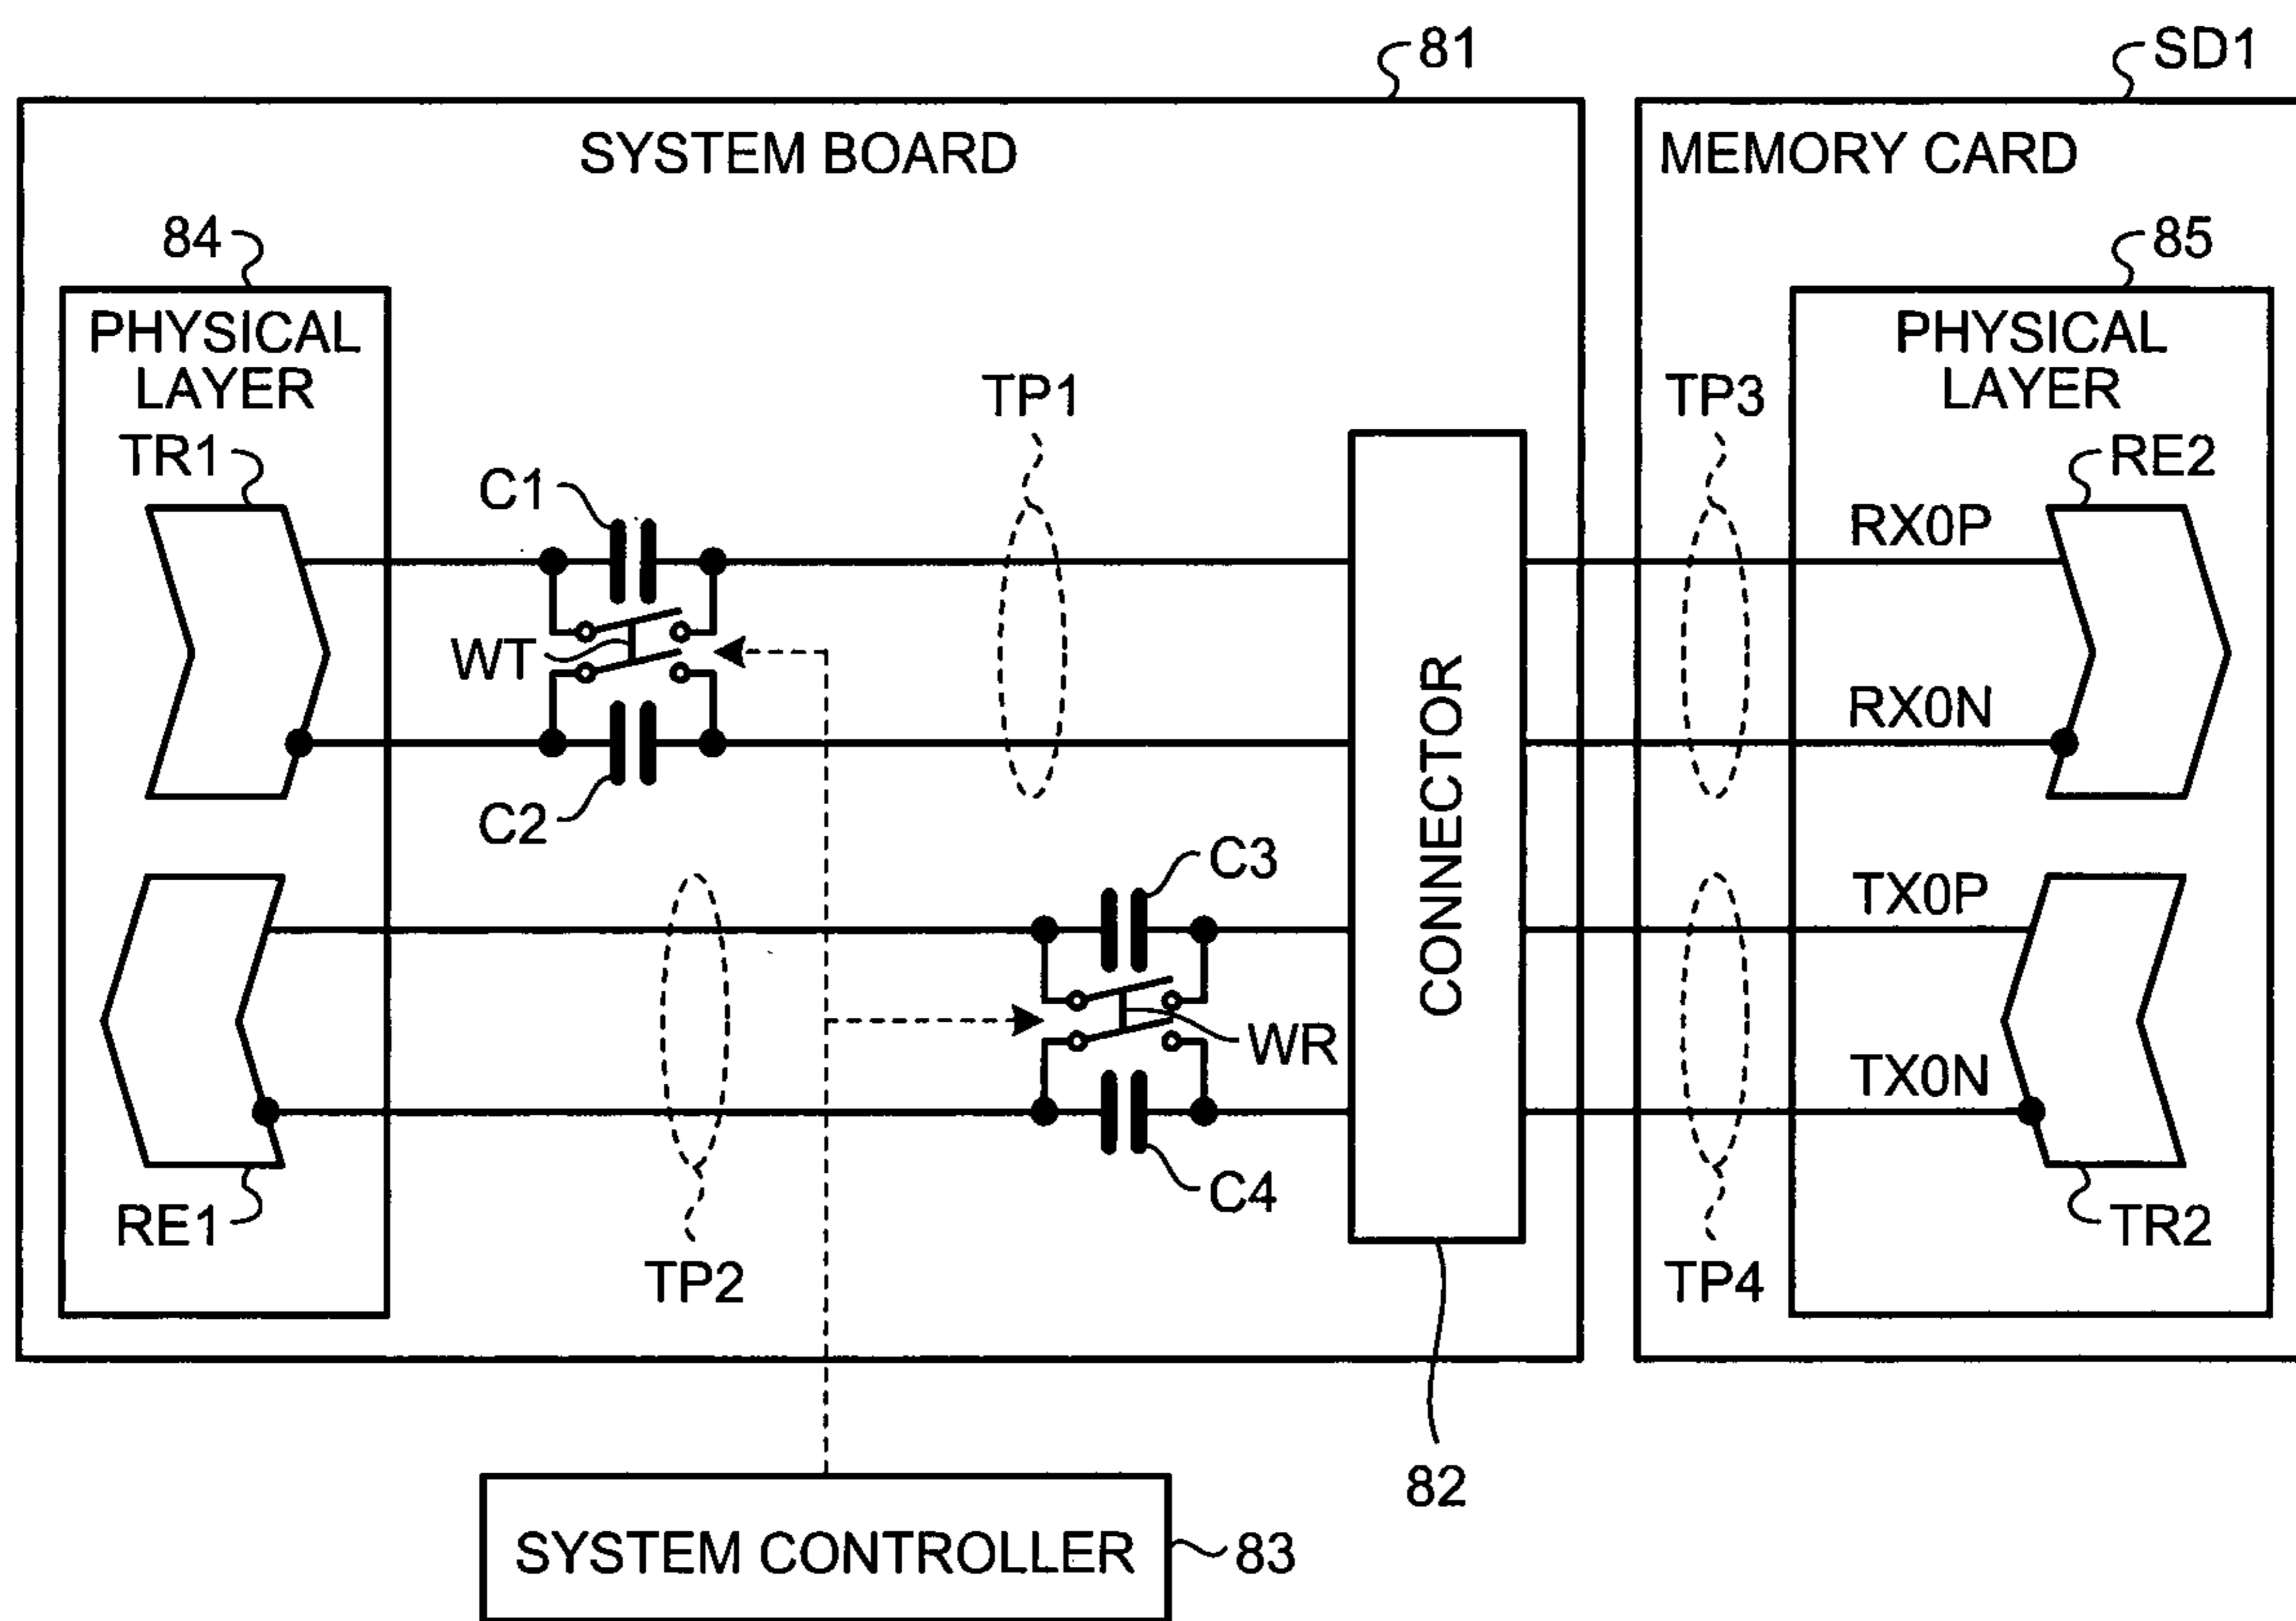 81
SD1
SYSTEM BOARD
MEMORY CARD
84
85
PHYSICAL
LAYER
PHYSICAL
LAYER
TP1
TP3
TR1
RE2
C1
RX0P
WT
CONNECTOR
RX0N
C2
C3
TX0P
WR
TX0N
C4
RE1
TR2
TP2
TP4
82
SYSTEM CONTROLLER
83